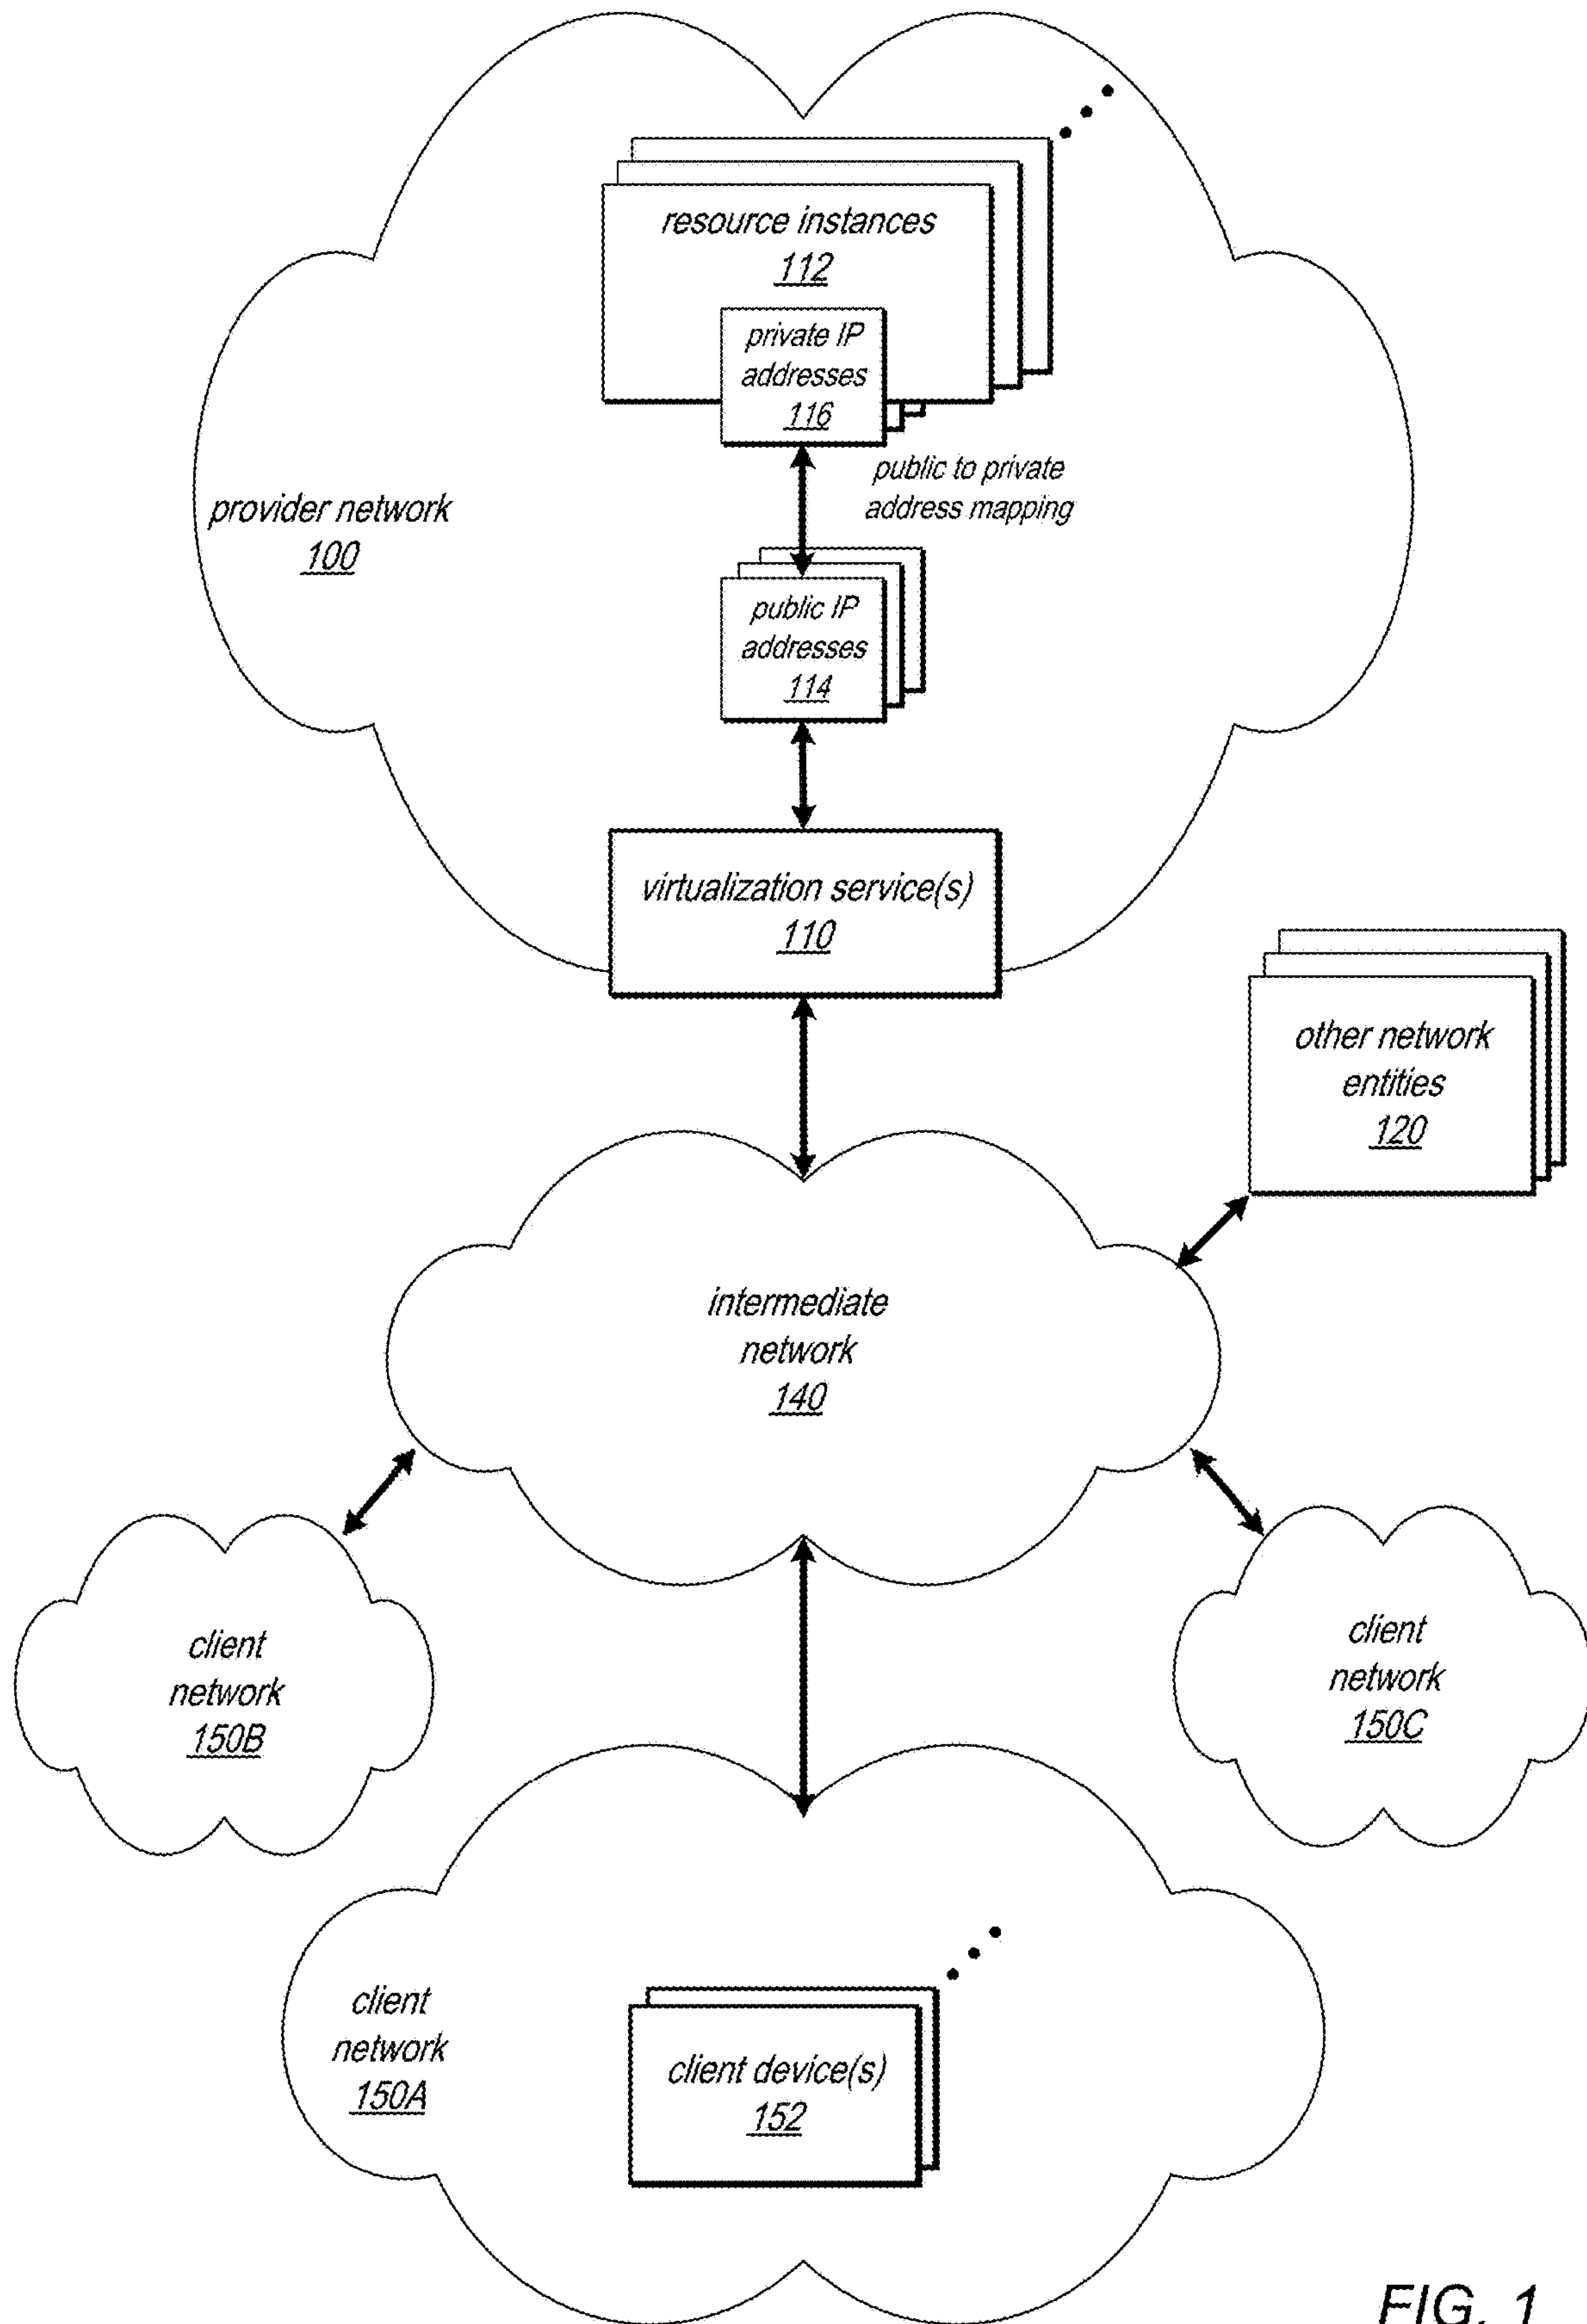 resource instances
112
private IP
addresses
116
public to private
address mapping
provider network
100
public IP
addresses
114
virtualization service(s)
110
other network
entities
120
intermediate
network
140
client
network
150B
client
network
150C
client
network
150A
client device(s)
152
FIG. 1